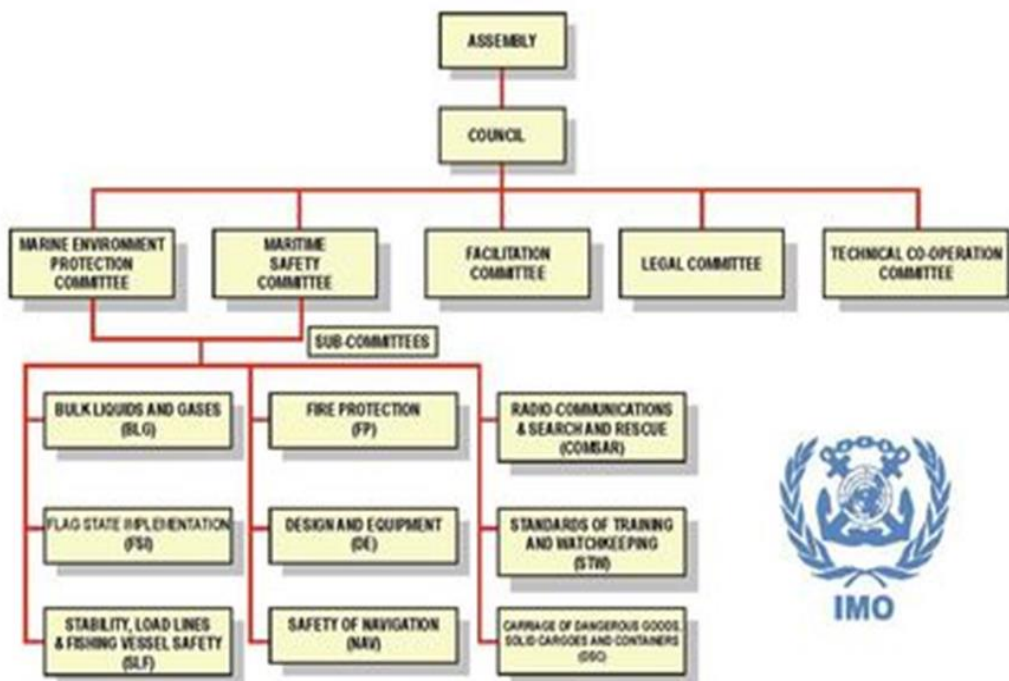 ASSEMBLY
COUNCIL
MARINE ENVIRONMENT
PROTECTION
COMMITTEE
MARITIME
SAFETY
COMMITTEE
FACILITATION
COMMITTEE
LEGAL COMMITTEE
TECHNICAL CO-OPERATION
COMMITTEE
SUB-COMMITTEES
BULK LIQUIDS AND GASES
(BLG)
FIRE PROTECTION
(FP)
RADIO-COMMUNICATIONS
& SEARCH AND RESCUE
(COMSAR)
FLAG STATE IMPLEMENTATION
(FSI)
DESIGN AND EQUIPMENT
(DE)
STANDARDS OF TRAINING
AND WATCHKEEPING
(STW)
STABILITY, LOAD LINES
& FISHING VESSEL SAFETY
(SLF)
SAFETY OF NAVIGATION
(NAV)
CARRIAGE OF DANGEROUS GOODS,
SOLID CARGOES AND CONTAINERS
(DSC)
IMO